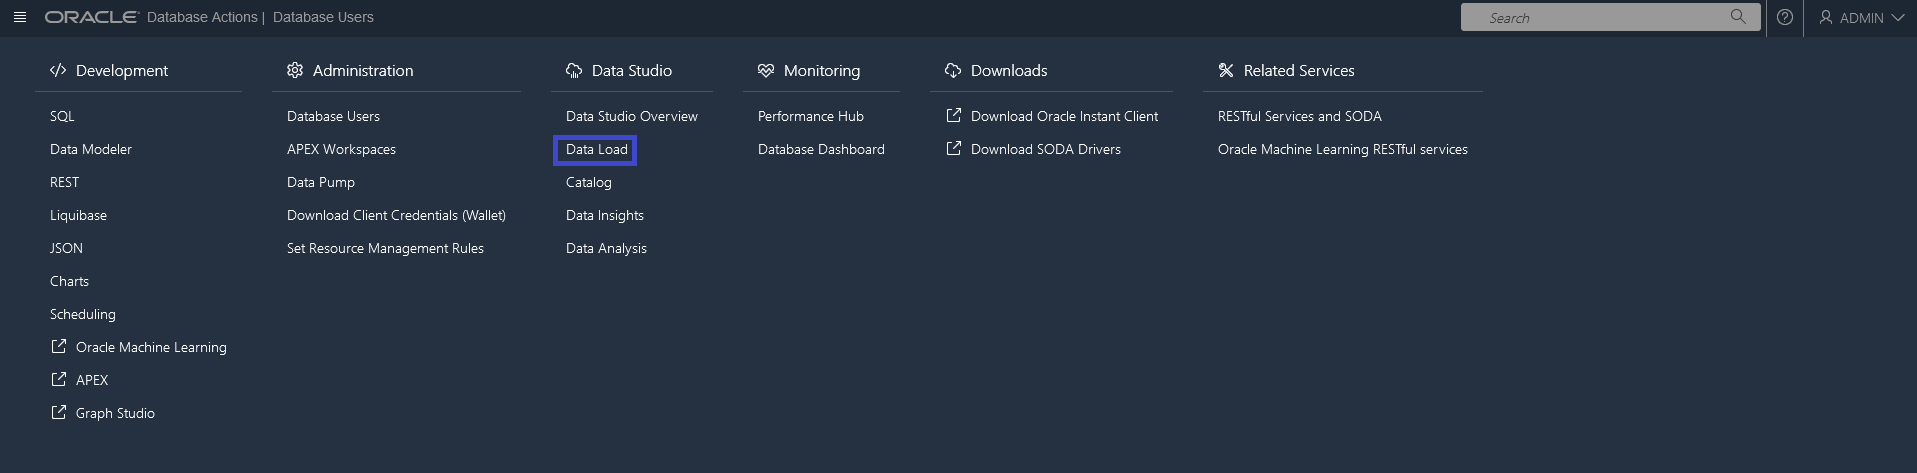 ORACLE Database Actions | Database Users
Search
ADMIN
Development
SQL
Data Modeler
REST
Liquibase
JSON
Charts
Scheduling
Oracle Machine Learning
APEX
Graph Studio
Administration
Database Users
APEX Workspaces
Data Pump
Download Client Credentials (Wallet)
Set Resource Management Rules
Data Studio
Data Studio Overview
Data Load
Catalog
Data Insights
Data Analysis
Monitoring
Performance Hub
Database Dashboard
Downloads
Download Oracle Instant Client
Download SODA Drivers
Related Services
RESTful Services and SODA
Oracle Machine Learning RESTful services